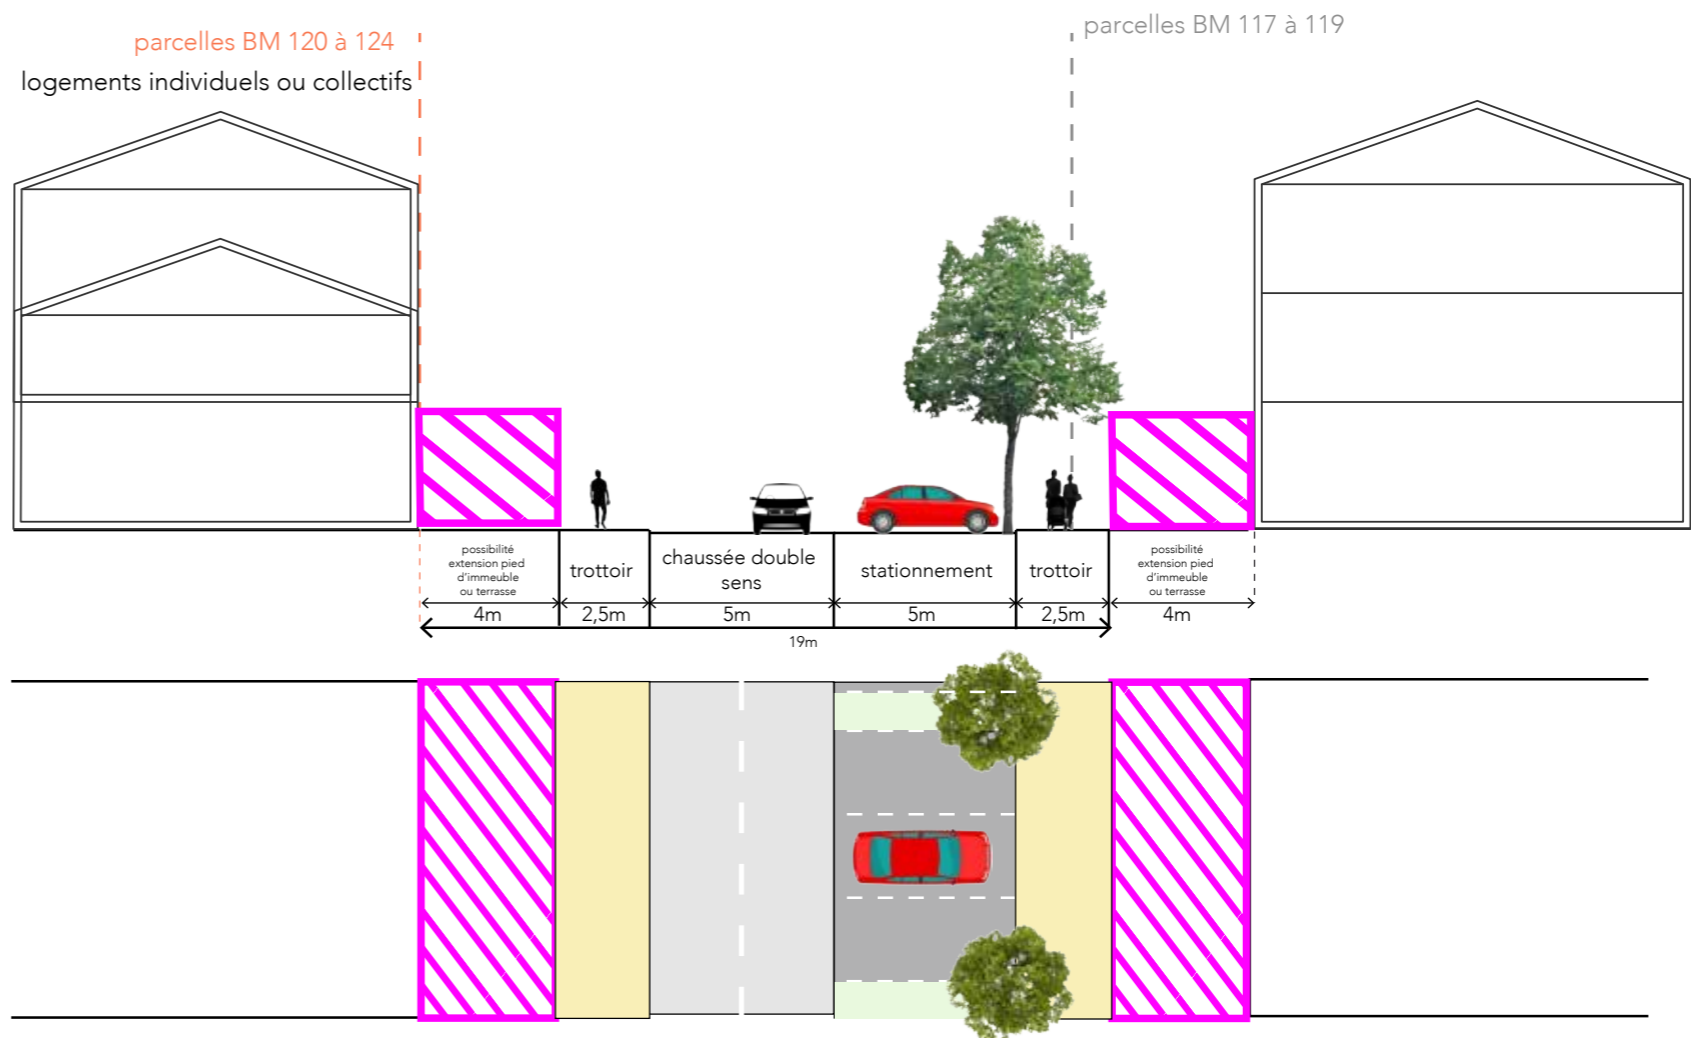 parcelles BM 117 à 119
parcelles BM 120 à 124
logements individuels ou collectifs
possibilité
extension pied
d'immeuble
ou terrasse
trottoir
chaussée double
sens
stationnement
trottoir
possibilité
extension pied
d'immeuble
ou terrasse
4m
2,5m
5m
5m
2,5m
4m
19m